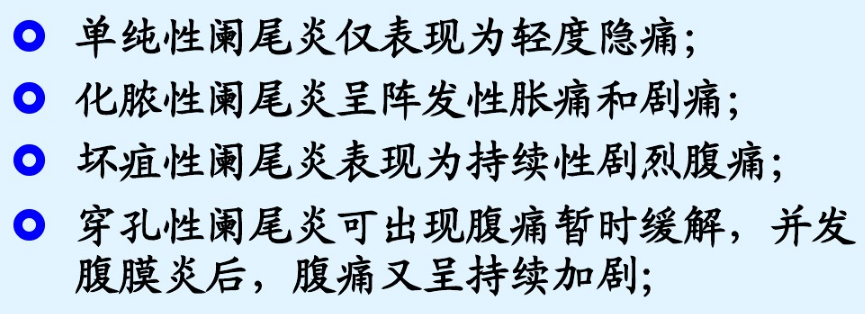 单纯性阑尾炎仅表现为轻度隐痛；
化脓性阑尾炎呈阵发性胀痛和剧痛；
坏疽性阑尾炎表现为持续性剧烈腹痛；
穿孔性阑尾炎可出现腹痛暂时缓解，并发
腹膜炎后，腹痛又呈持续加剧；